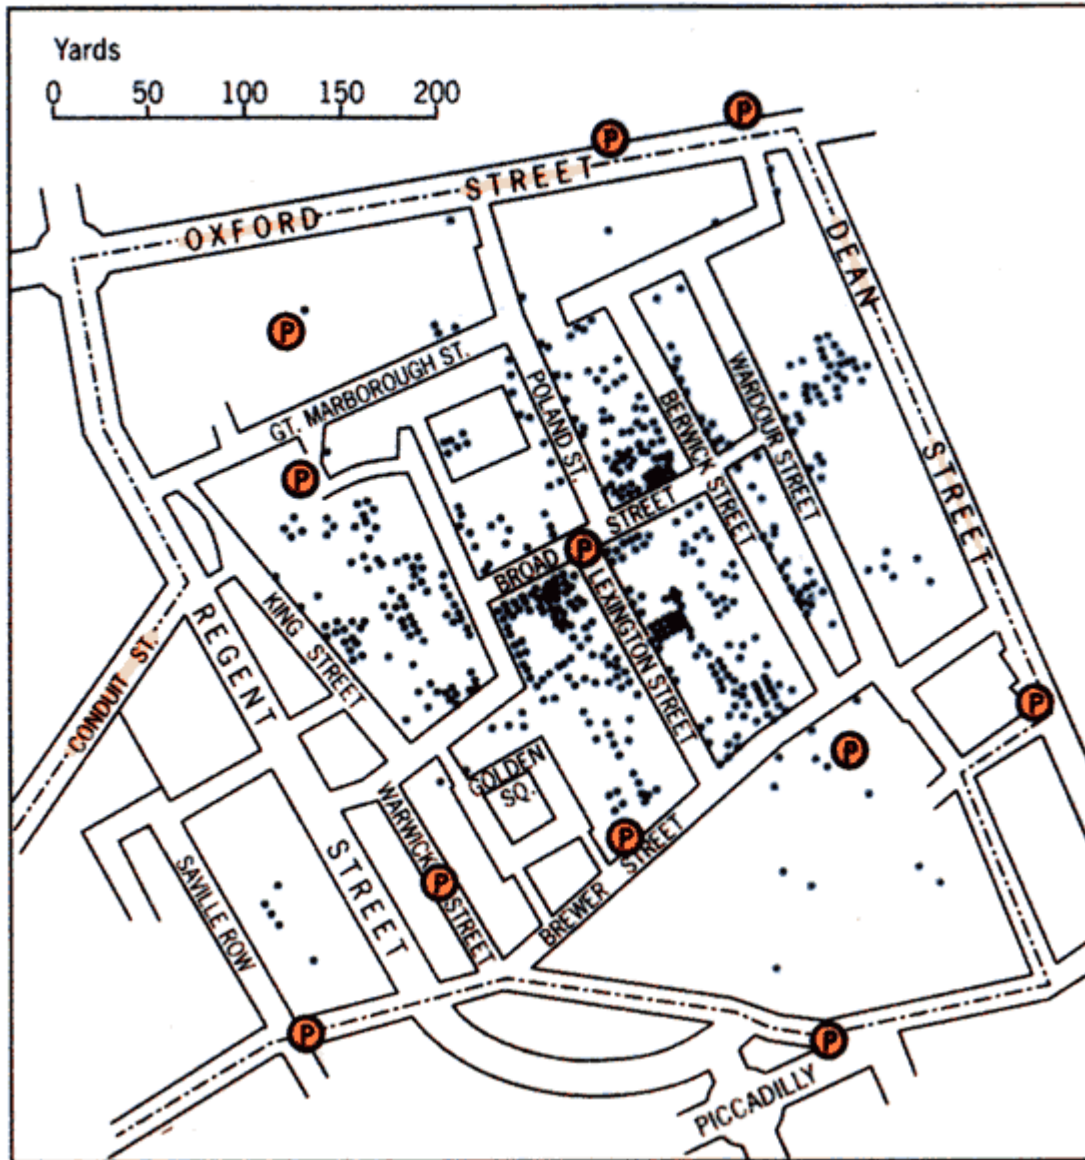 Yards
0 50 100 150 200
P
P
OXFORD STREET
DEAN STREET
P
GT. MARBOROUGH ST.
POLAND ST.
BERWICK STREET
WARDOUR STREET
P
BROAD STREET
P
LEXINGTON STREET
KING STREET
REGENT STREET
CONDUIT ST.
P
P
GOLDEN
SQ.
WARWICK STREET
P
BREWER STREET
P
SAVILLE ROW
P
P
PICCADILLY